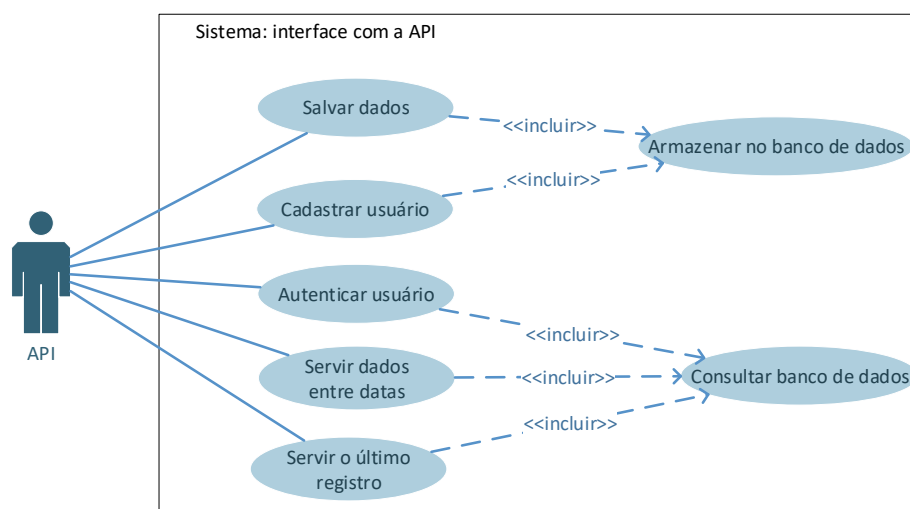 Sistema: interface com a API
Salvar dados
<<incluir>>
Armazenar no banco de dados
<<incluir>>
Cadastrar usuário
Autenticar usuário
<<incluir>>
API
Servir dados
entre datas
<<incluir>>
Consultar banco de dados
<<incluir>>
Servir o último
registro